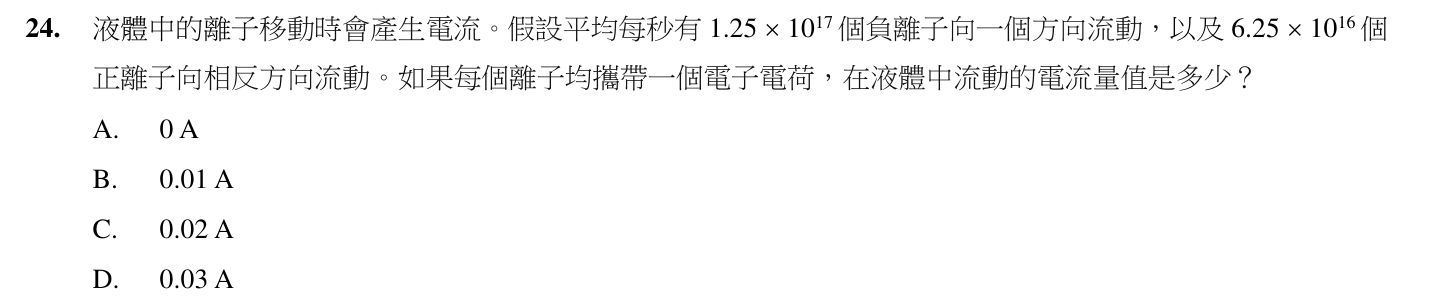 24. 液體中的離子移動時會產生電流。假設平均每秒有 1.25 × 10¹⁷ 個負離子向一個方向流動，以及 6.25 × 10¹⁶ 個
正離子向相反方向流動。如果每個離子均攜帶一個電子電荷，在液體中流動的電流量值是多少？
A. 0 A
B. 0.01 A
C. 0.02 A
D. 0.03 A